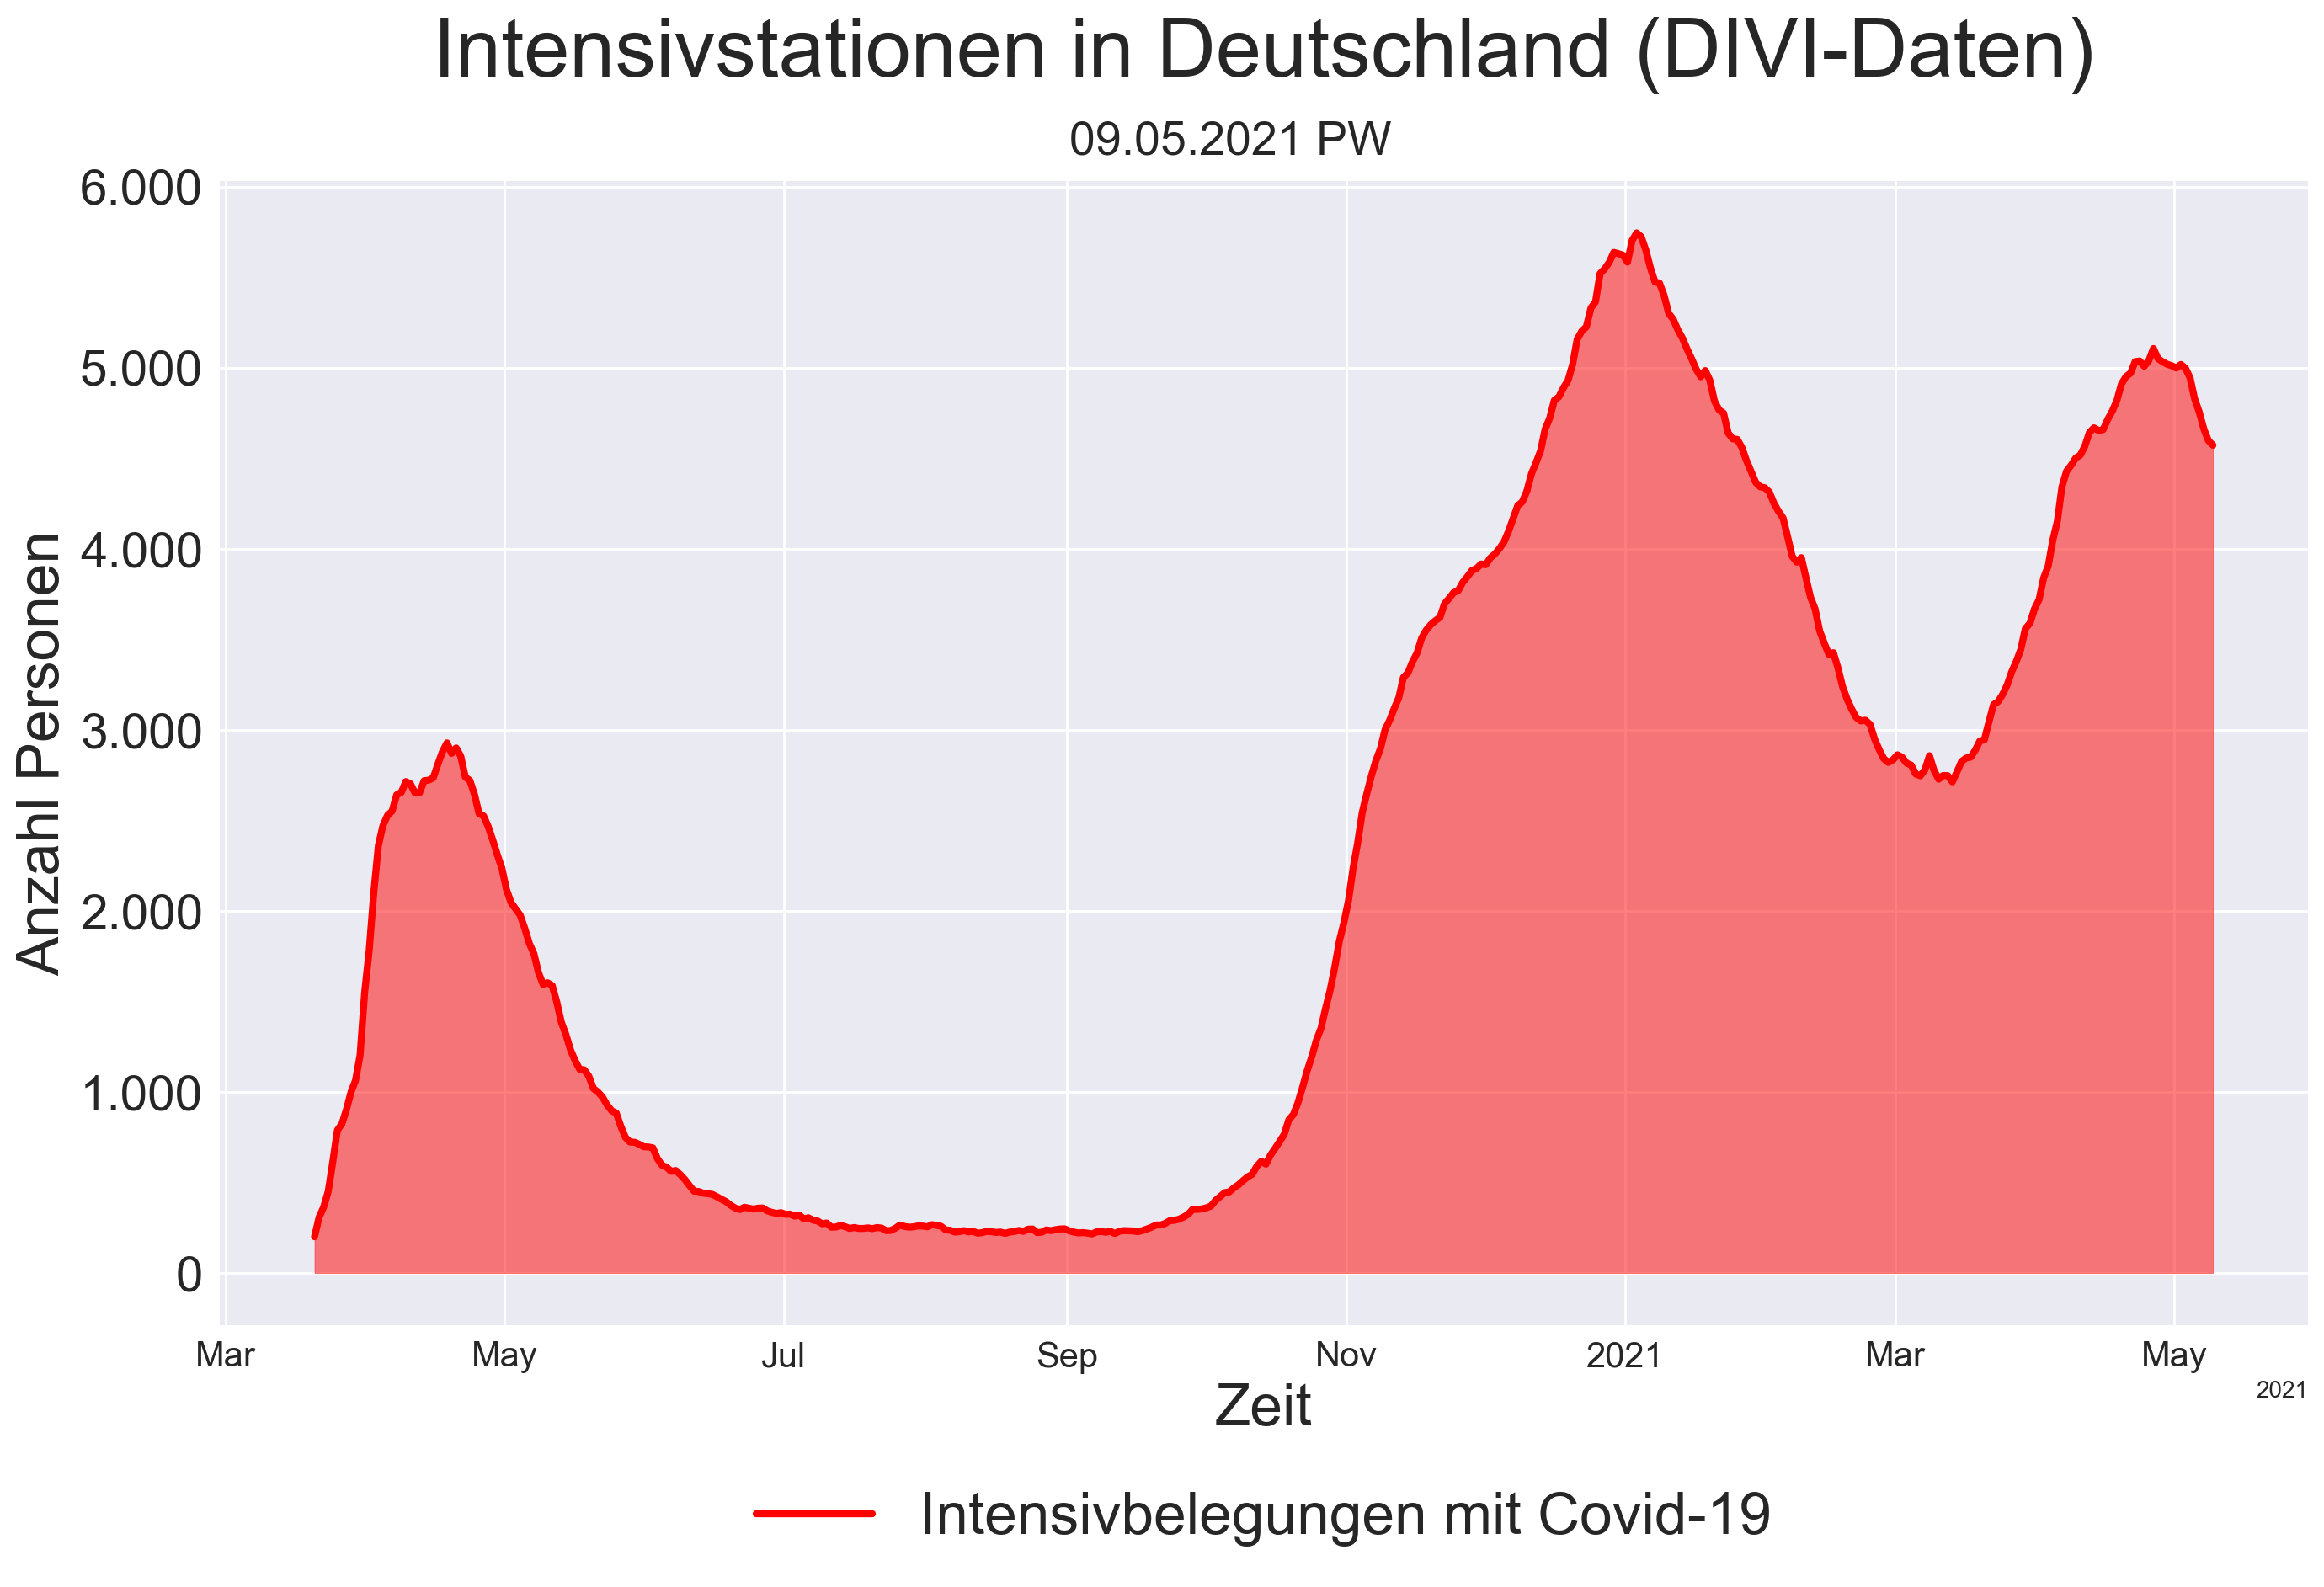 Intensivstationen in Deutschland (DIVI-Daten)
09.05.2021 PW
6.000
5.000
4.000
3.000
2.000
1.000
0
Anzahl Personen
Mar May Jul Sep Nov 2021 Mar May
2021
Zeit
Intensivbelegungen mit Covid-19